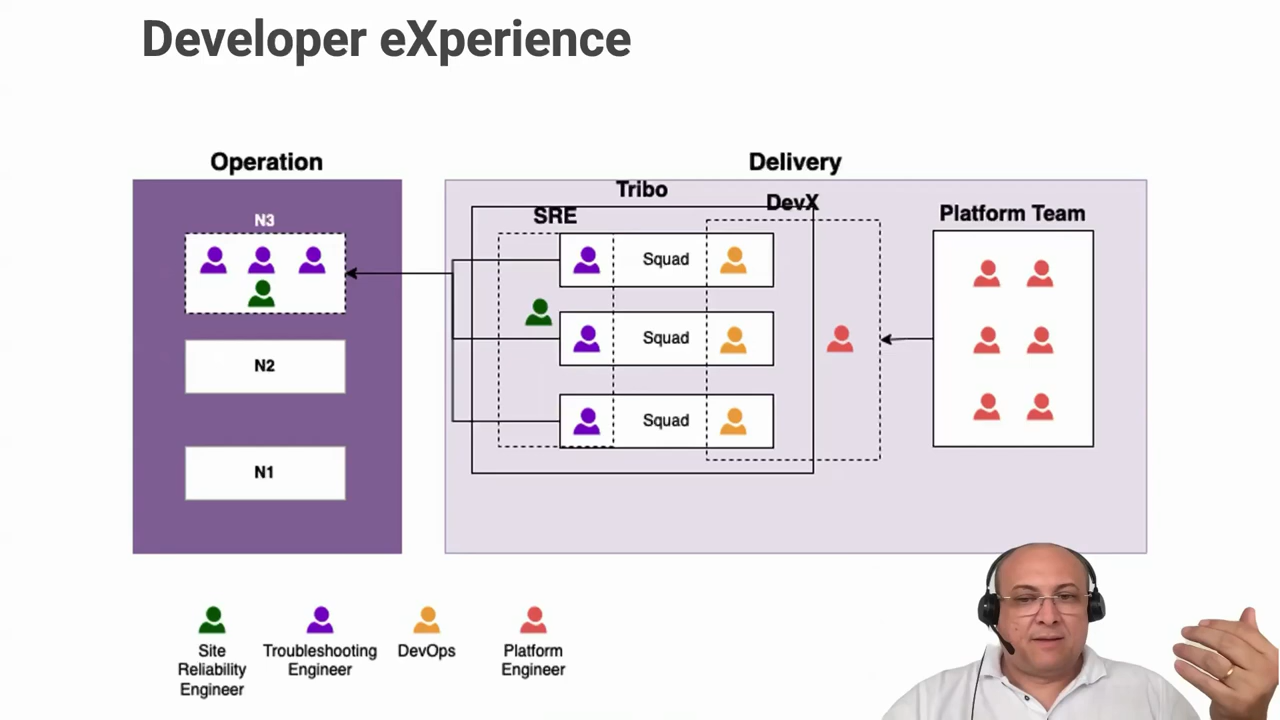 Developer eXperience
Operation
Delivery
Tribo
DevX
SRE
Platform Team
N3
Squad
Squad
N2
Squad
N1
Site
Reliability
Engineer
Troubleshooting
Engineer
DevOps
Platform
Engineer